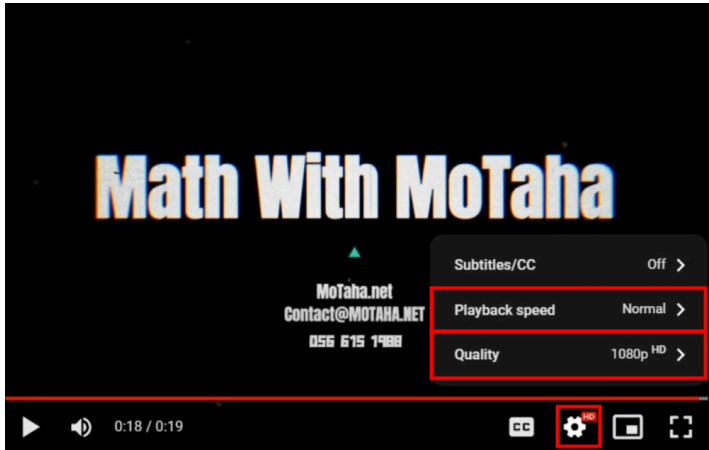 Math With MoTaha
MoTaha.net
Contact@MOTAHA.NET
056 615 1988
Subtitles/CC Off
Playback speed Normal
Quality 1080p HD
0:18 / 0:19
CC
HD